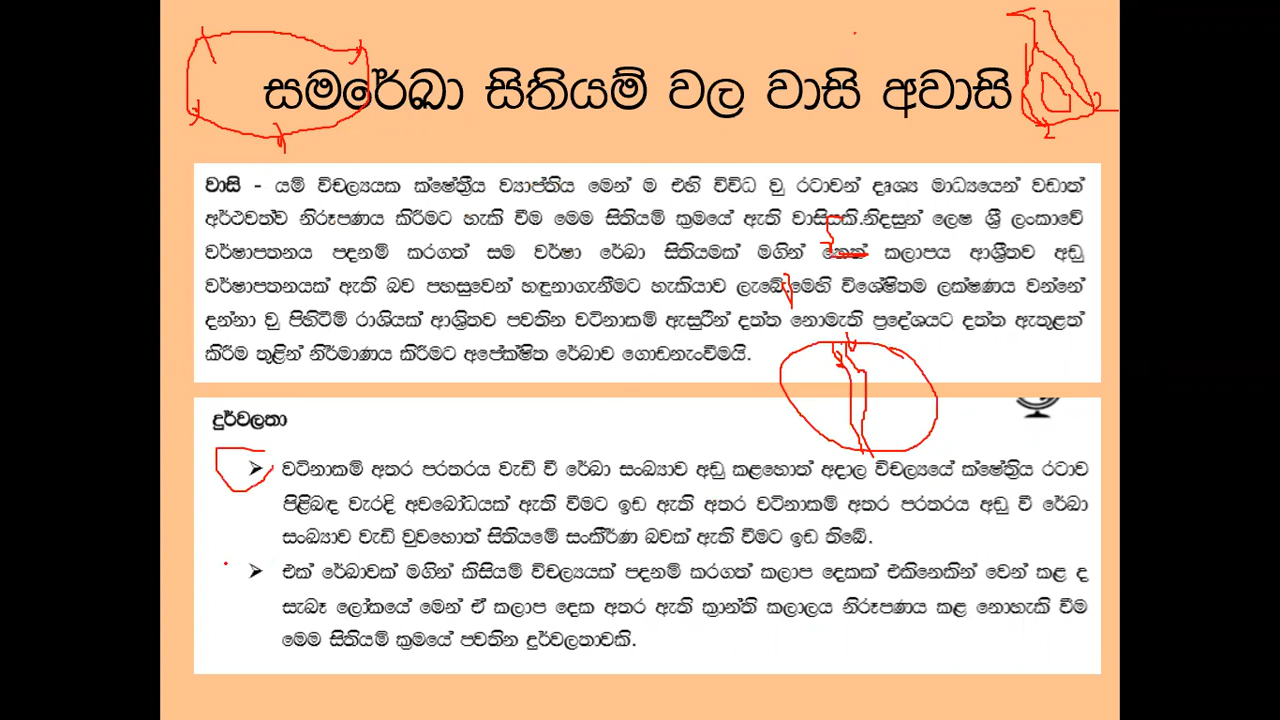 සමරේඛා සිතියම් වල වාසි අවාසි
වාසි - යම් විචල්‍යයක ක්ෂේත්‍රීය ව්‍යාප්තිය මෙන් ම එහි විවිධ වු රටාවන් දෘශ්‍ය මාධ්‍යයෙන් වඩාත්
අර්ථවත්ව නිරූපණය කිරීමට හැකි වීම මෙම සිතියම් ක්‍රමයේ ඇති වාසියකි.නිදසුන් ලෙෂ ශ්‍රී ලංකාවේ
වර්ෂාපතනය පදනම් කරගත් සම වර්ෂා රේඛා සිතියමක් මගින් තෙත් කලාපය ආශ්‍රිතව අඩු
වර්ෂාපතනයක් ඇති බව පහසුවෙන් හඳුනාගැනීමට හැකියාව ලැබේ.මෙහි විශේෂිතම ලක්ෂණය වන්නේ
දන්නා වු පිහිටීම් රාශියක් ආශ්‍රිතව පවතින වටිනාකම් ඇසුරින් දත්ත නොමැති ප්‍රදේශයට දත්ත ඇතුළත්
කිරීම තුළින් නිර්මාණය කිරීමට අපේක්ෂිත රේඛාව ගොඩනැංවීමයි.
දුර්වලතා
➢ වටිනාකම් අතර පරතරය වැඩි වී රේඛා සංඛ්‍යාව අඩු කළහොත් අදාල විචල්‍යයේ ක්ෂේත්‍රිය රටාව
පිළිබඳ වැරදි අවබෝධයක් ඇති වීමට ඉඩ ඇති අතර වටිනාකම් අතර පරතරය අඩු වී රේඛා
සංඛ්‍යාව වැඩි වුවහොත් සිතියමේ සංකීර්ණ බවක් ඇති වීමට ඉඩ තිබේ.
➢ එක් රේඛාවක් මගින් කිසියම් විචල්‍යයක් පදනම් කරගත් කලාප දෙකක් එකිනෙකින් වෙන් කළ ද
සැබෑ ලෝකයේ මෙන් ඒ කලාප දෙක අතර ඇති ක්‍රාන්ති කලාලය නිරූපණය කළ නොහැකි වීම
මෙම සිතියම් ක්‍රමයේ පවතින දුර්වලතාවකි.